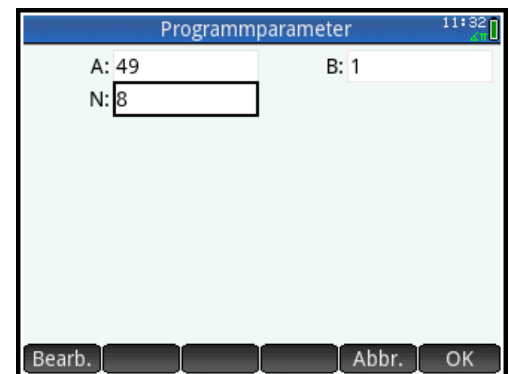 Programmparameter 11:32
∠π
A: 49 B: 1
N: 8
Bearb. Abbr. OK